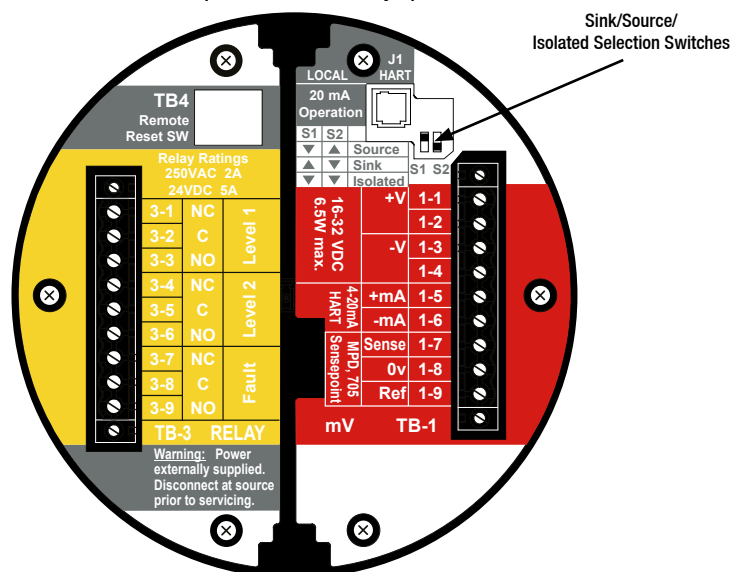 Sink/Source/
Isolated Selection Switches
J1
LOCAL HART
20 mA
Operation
S1 S2
▼ ▲ Source
▲ ▼ Sink
▼ ▼ Isolated
S1 S2
TB4
Remote
Reset SW
Relay Ratings
250VAC 2A
24VDC 5A
3-1 NC
3-2 C
3-3 NO
Level 1
3-4 NC
3-5 C
3-6 NO
Level 2
3-7 NC
3-8 C
3-9 NO
Fault
TB-3 RELAY
Warning: Power
externally supplied.
Disconnect at source
prior to servicing.
16-32 VDC
6.5W max.
+V 1-1
1-2
-V 1-3
1-4
4-20mA
HART
+mA 1-5
-mA 1-6
MPD, 705
Sensepoint
Sense 1-7
0v 1-8
Ref 1-9
mV TB-1